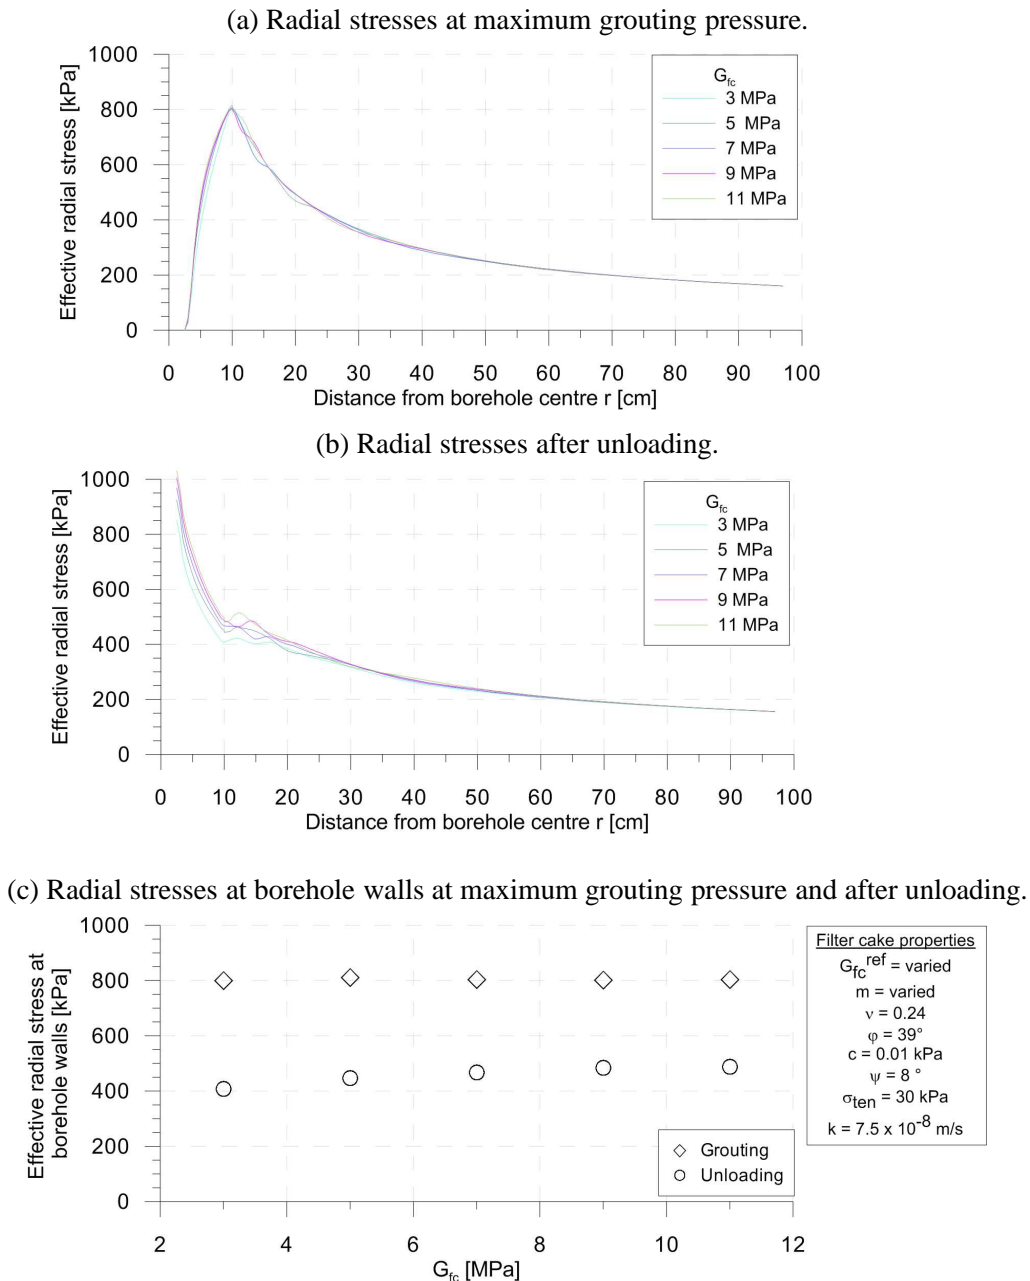 (a) Radial stresses at maximum grouting pressure.
Effective radial stress [kPa]
1000
800
600
400
200
0
0 10 20 30 40 50 60 70 80 90 100
Distance from borehole centre r [cm]
Gfc
3 MPa
5 MPa
7 MPa
9 MPa
11 MPa
(b) Radial stresses after unloading.
Effective radial stress [kPa]
1000
800
600
400
200
0
0 10 20 30 40 50 60 70 80 90 100
Distance from borehole centre r [cm]
Gfc
3 MPa
5 MPa
7 MPa
9 MPa
11 MPa
(c) Radial stresses at borehole walls at maximum grouting pressure and after unloading.
Effective radial stress at
borehole walls [kPa]
1000
800
600
400
200
0
2 4 6 8 10 12
Gfc [MPa]
Grouting
Unloading
Filter cake properties
Gfc^ref = varied
m = varied
ν = 0.24
φ = 39°
c = 0.01 kPa
ψ = 8 °
σten = 30 kPa
k = 7.5 x 10^-8 m/s